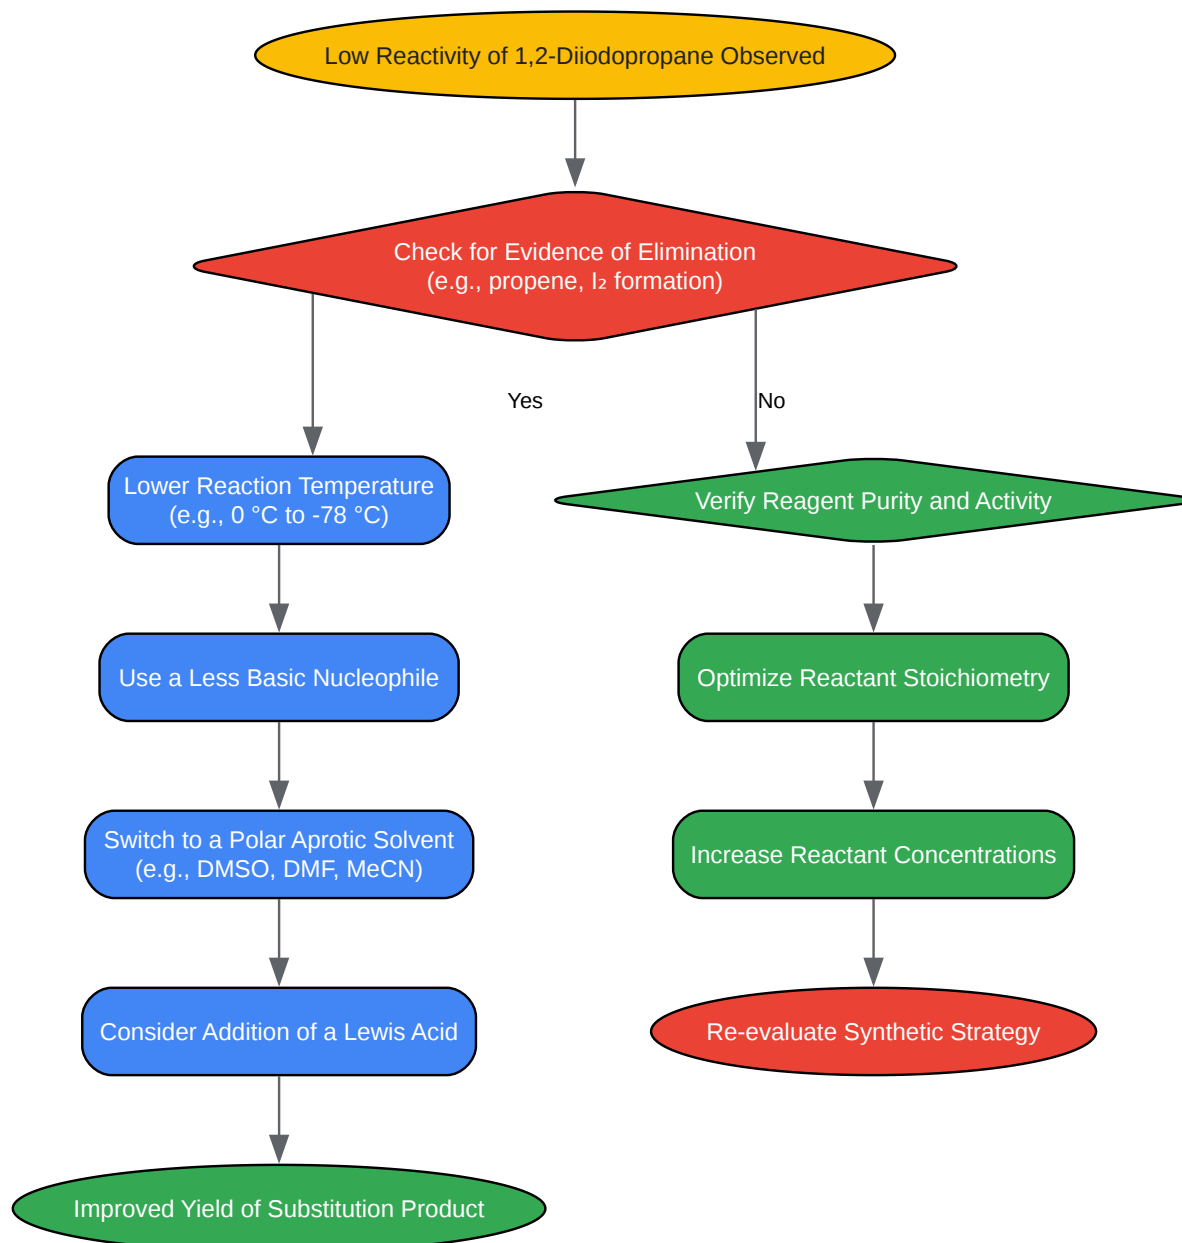 Low Reactivity of 1,2-Diiodopropane Observed
Check for Evidence of Elimination
(e.g., propene, I₂ formation)
Yes
No
Lower Reaction Temperature
(e.g., 0 °C to -78 °C)
Verify Reagent Purity and Activity
Use a Less Basic Nucleophile
Optimize Reactant Stoichiometry
Switch to a Polar Aprotic Solvent
(e.g., DMSO, DMF, MeCN)
Increase Reactant Concentrations
Consider Addition of a Lewis Acid
Re-evaluate Synthetic Strategy
Improved Yield of Substitution Product